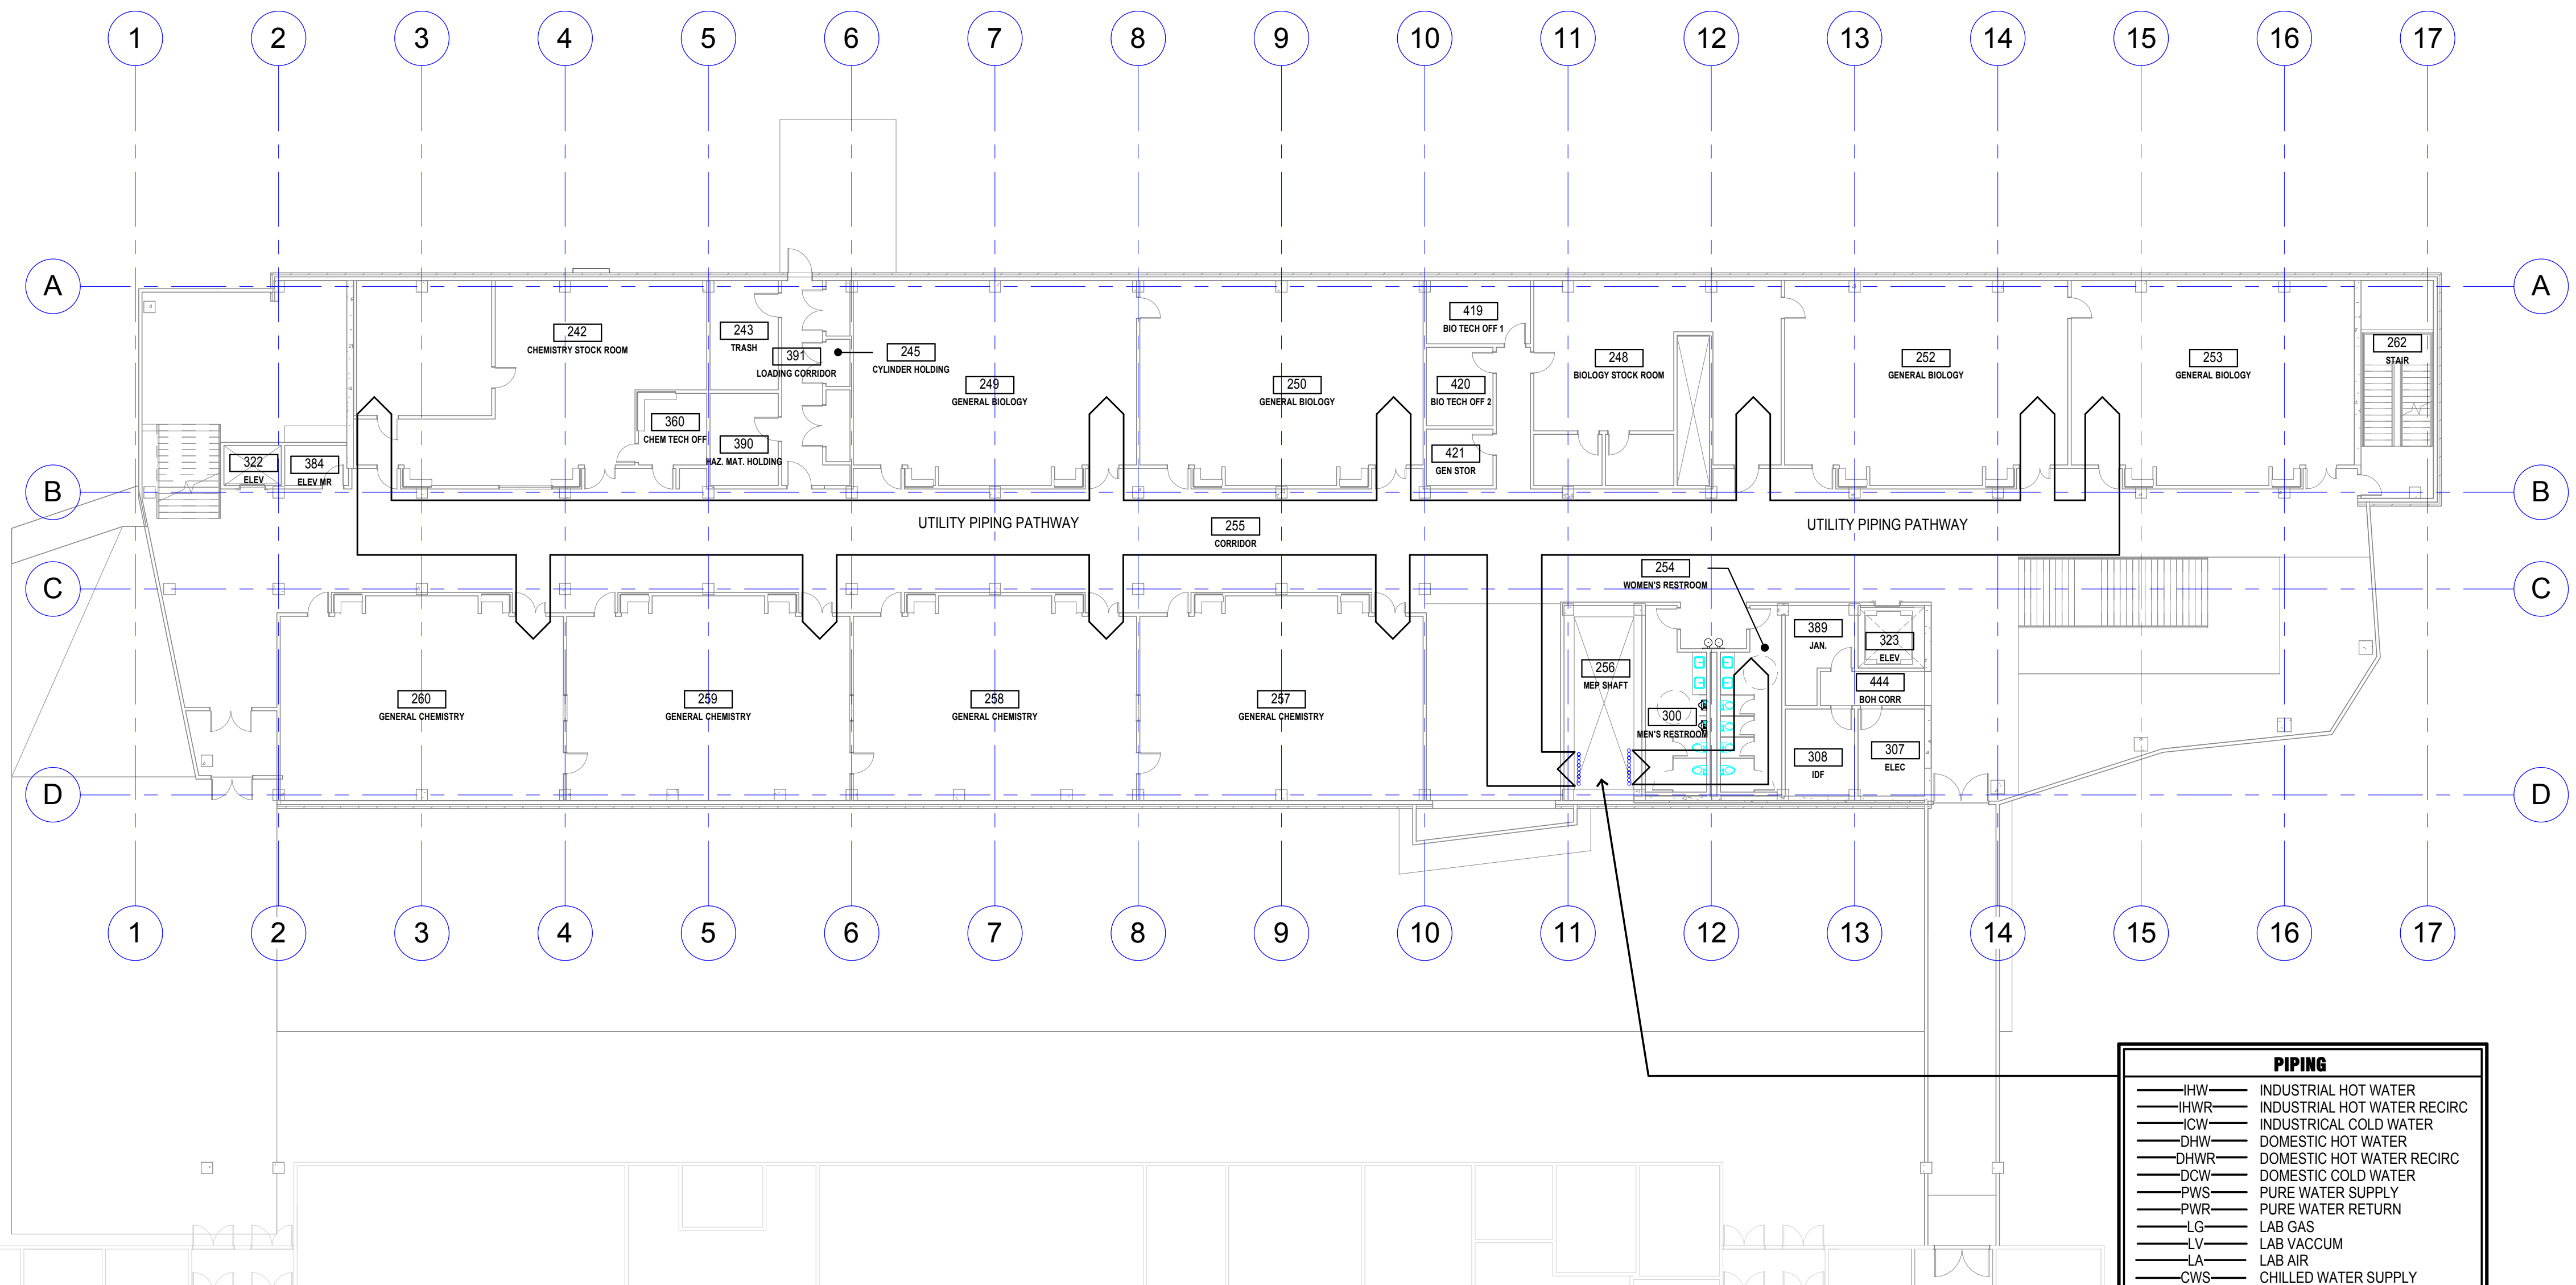 1 2 3 4 5 6 7 8 9 10 11 12 13 14 15 16 17
A A
242
CHEMISTRY STOCK ROOM
243
TRASH
391
LOADING CORRIDOR
245
CYLINDER HOLDING
249
GENERAL BIOLOGY
250
GENERAL BIOLOGY
419
BIO TECH OFF 1
420
BIO TECH OFF 2
421
GEN STOR
248
BIOLOGY STOCK ROOM
252
GENERAL BIOLOGY
253
GENERAL BIOLOGY
262
STAIR
360
CHEM TECH OFF
390
HAZ. MAT. HOLDING
322
ELEV
384
ELEV MR
B B
UTILITY PIPING PATHWAY
255
CORRIDOR
UTILITY PIPING PATHWAY
C C
254
WOMEN'S RESTROOM
389
JAN.
323
ELEV
256
MEP SHAFT
444
BOH CORR
260
GENERAL CHEMISTRY
259
GENERAL CHEMISTRY
258
GENERAL CHEMISTRY
257
GENERAL CHEMISTRY
300
MEN'S RESTROOM
308
IDF
307
ELEC
D D
1 2 3 4 5 6 7 8 9 10 11 12 13 14 15 16 17
PIPING
IHW INDUSTRIAL HOT WATER
IHWR INDUSTRIAL HOT WATER RECIRC
ICW INDUSTRICAL COLD WATER
DHW DOMESTIC HOT WATER
DHWR DOMESTIC HOT WATER RECIRC
DCW DOMESTIC COLD WATER
PWS PURE WATER SUPPLY
PWR PURE WATER RETURN
LG LAB GAS
LV LAB VACCUM
LA LAB AIR
CWS CHILLED WATER SUPPLY